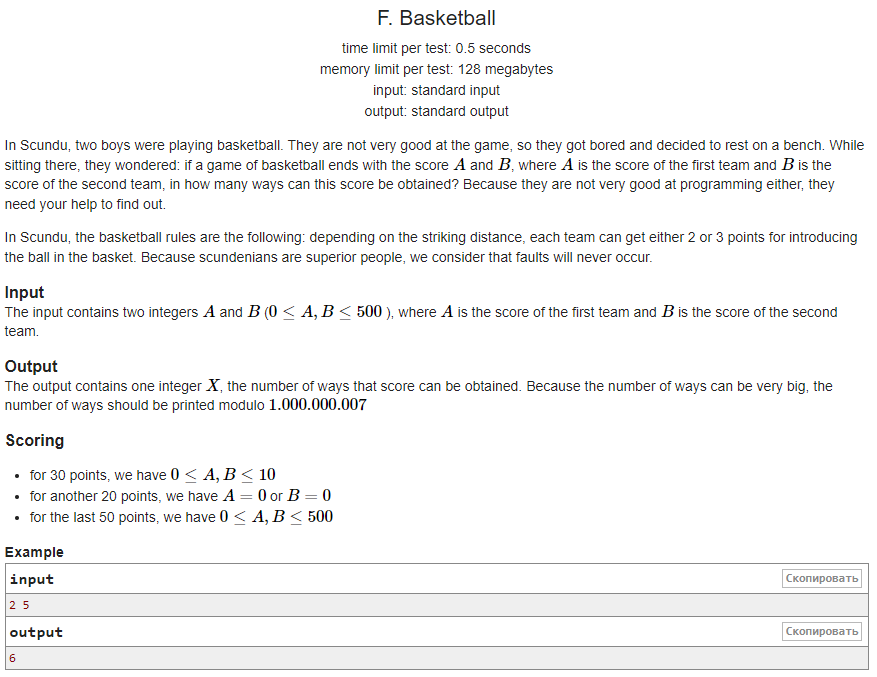 F. Basketball
time limit per test: 0.5 seconds
memory limit per test: 128 megabytes
input: standard input
output: standard output
In Scundu, two boys were playing basketball. They are not very good at the game, so they got bored and decided to rest on a bench. While
sitting there, they wondered: if a game of basketball ends with the score A and B, where A is the score of the first team and B is the
score of the second team, in how many ways can this score be obtained? Because they are not very good at programming either, they
need your help to find out.
In Scundu, the basketball rules are the following: depending on the striking distance, each team can get either 2 or 3 points for introducing
the ball in the basket. Because scundenians are superior people, we consider that faults will never occur.
Input
The input contains two integers A and B (0 ≤ A, B ≤ 500 ), where A is the score of the first team and B is the score of the second
team.
Output
The output contains one integer X, the number of ways that score can be obtained. Because the number of ways can be very big, the
number of ways should be printed modulo 1.000.000.007
Scoring
• for 30 points, we have 0 ≤ A, B ≤ 10
• for another 20 points, we have A = 0 or B = 0
• for the last 50 points, we have 0 ≤ A, B ≤ 500
Example
input Скопировать
2 5
output Скопировать
6